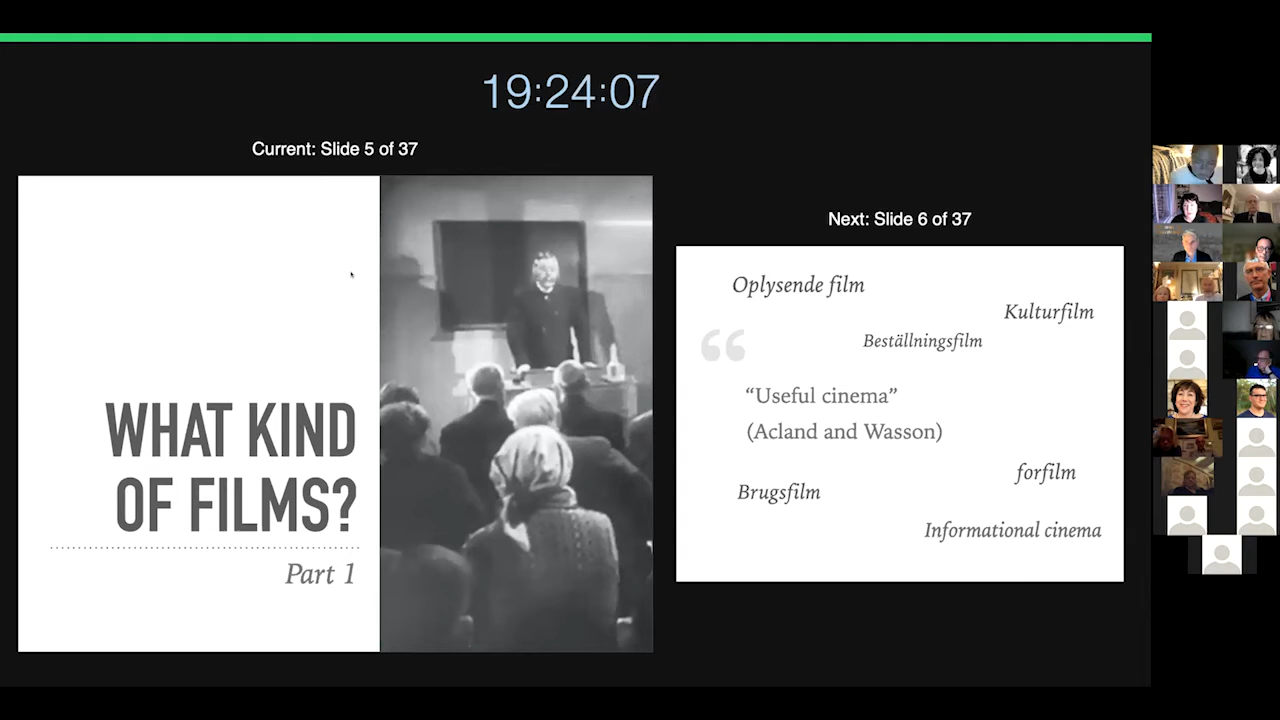 19:24:07
Current: Slide 5 of 37
WHAT KIND
OF FILMS?
Part 1
Next: Slide 6 of 37
Oplysende film
Kulturfilm
Beställningsfilm
“
“Useful cinema”
(Acland and Wasson)
forfilm
Brugsfilm
Informational cinema